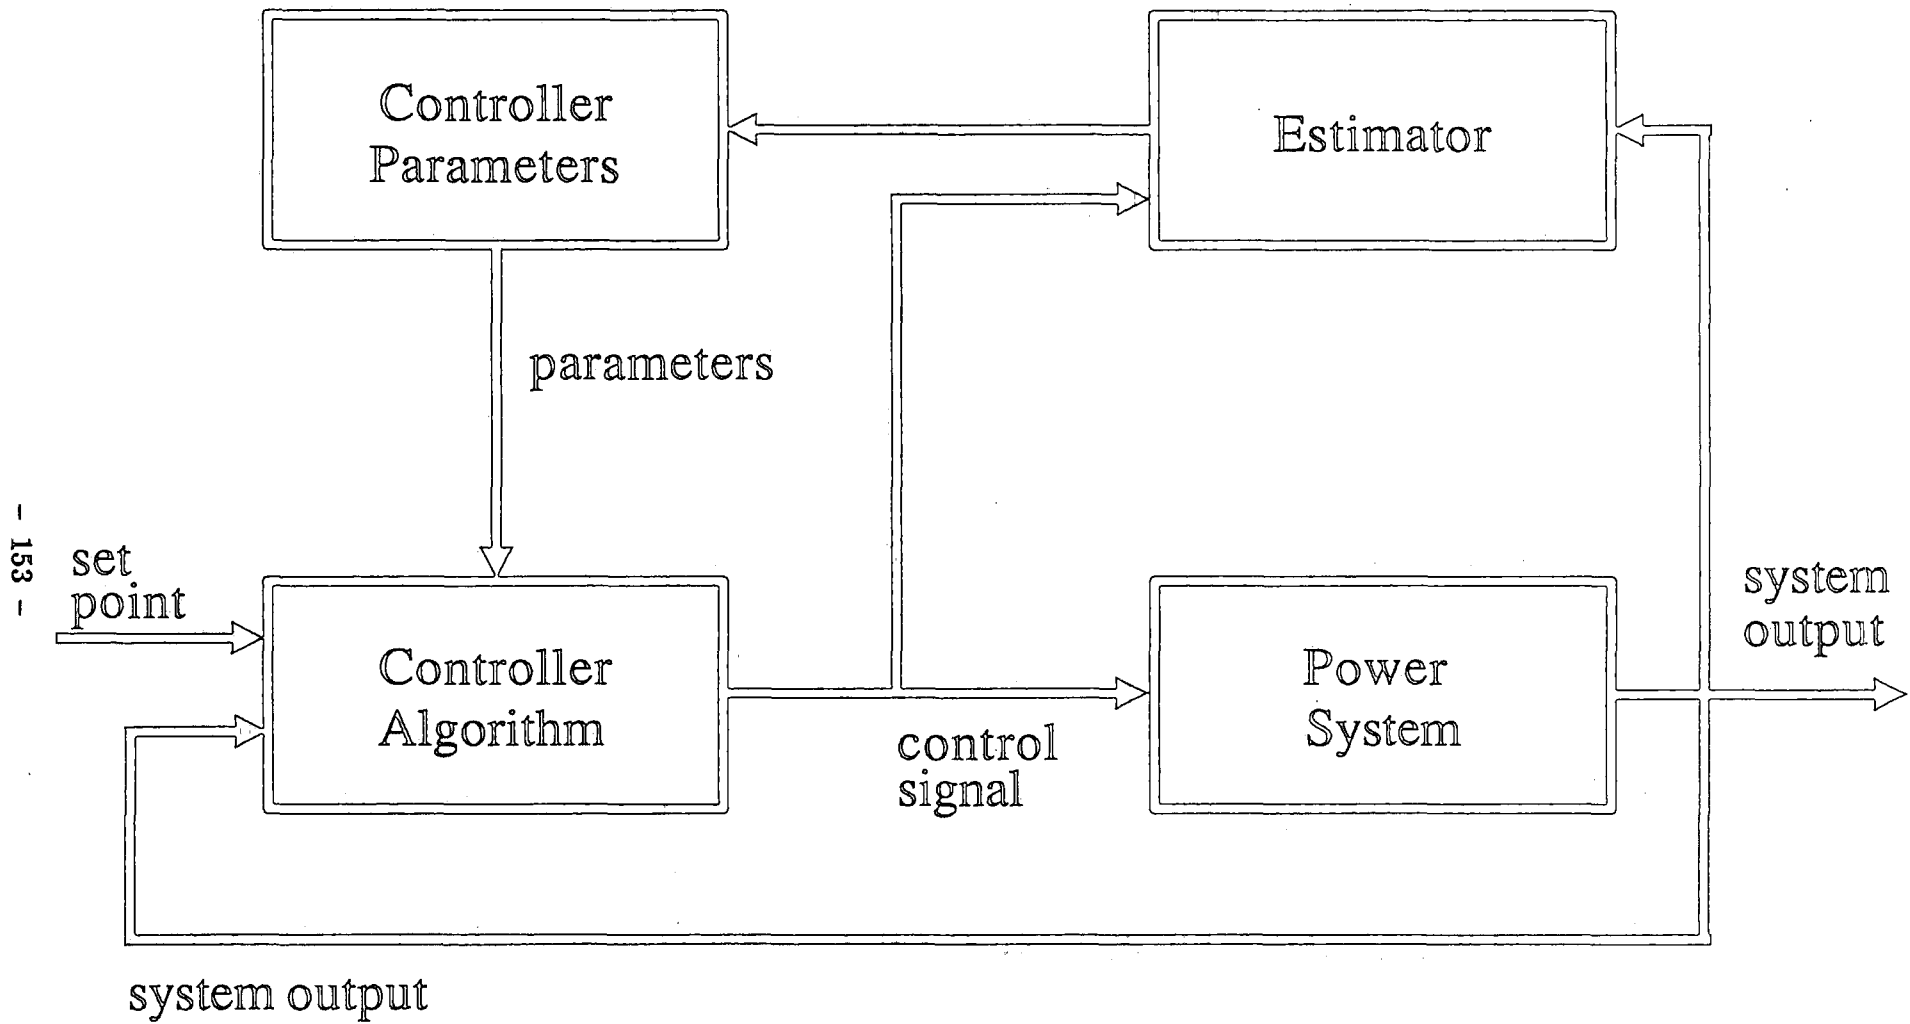 Controller
Parameters
Estimator
parameters
- 153 -
set
point
Controller
Algorithm
control
signal
Power
System
system
output
system output